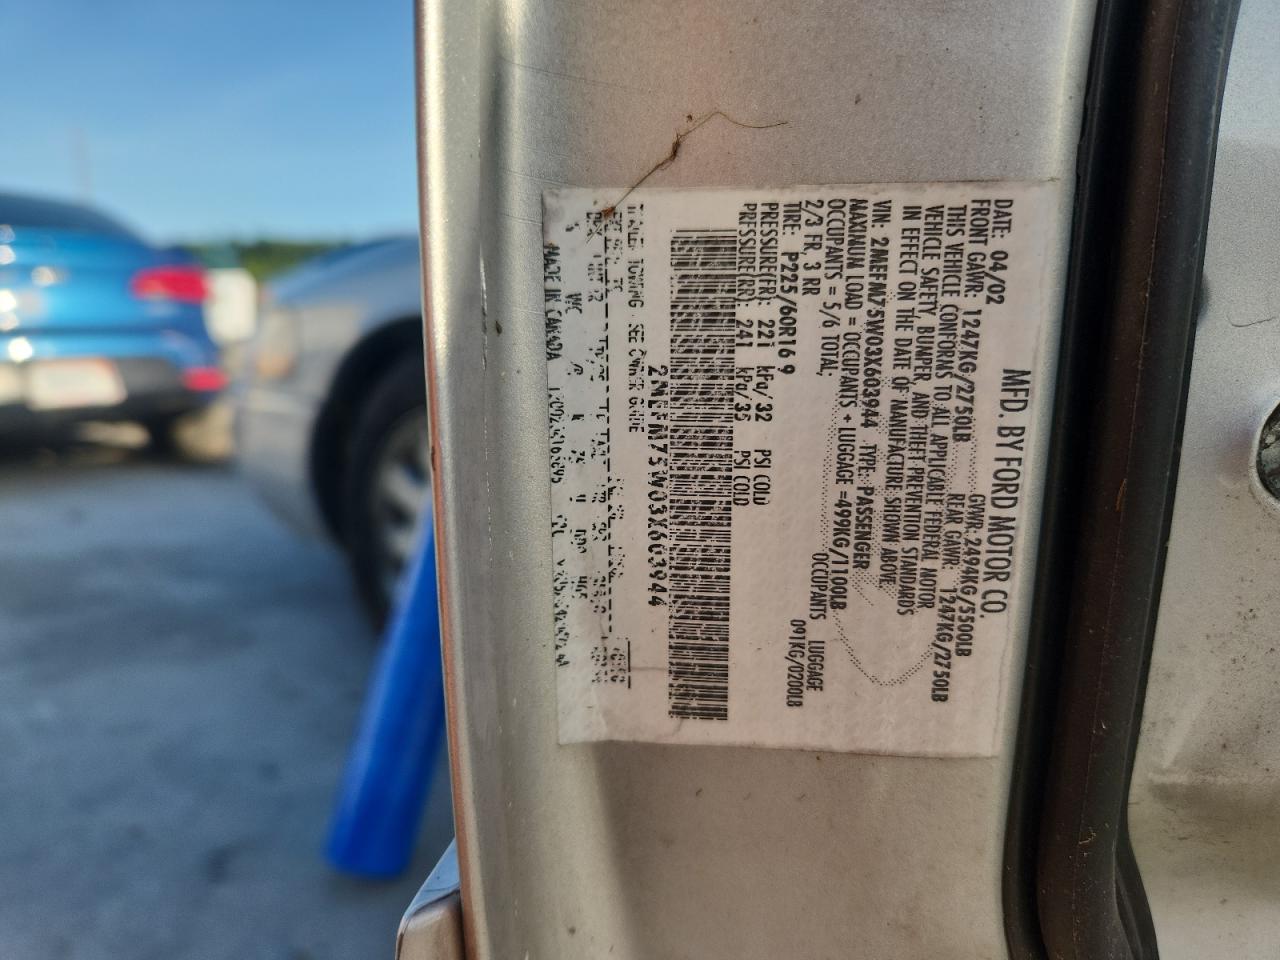 MFD. BY FORD MOTOR CO.
DATE: 04/02 GVWR: 2494KG/5500LB
FRONT GAWR: 1247KG/2750LB REAR GAWR: 1247KG/2750LB
THIS VEHICLE CONFORMS TO ALL APPLICABLE FEDERAL MOTOR
VEHICLE SAFETY, BUMPER, AND THEFT PREVENTION STANDARDS
IN EFFECT ON THE DATE OF MANUFACTURE SHOWN ABOVE.
VIN: 2MEFM75W03X603944 TYPE: PASSENGER
MAXIMUM LOAD = OCCUPANTS + LUGGAGE =499KG/1100LB
OCCUPANTS = 5/6 TOTAL; OCCUPANTS LUGGAGE
2/3 FR, 3 RR 091KG/0200LB
TIRE: P225/60R16 9
PRESSURE(FR): 221 kPa/32 PSI COLD
PRESSURE(RR): 241 kPa/35 PSI COLD
2MEFM75W03X603944
TRAILER TOWING - SEE OWNER GUIDE
MADE IN CANADA